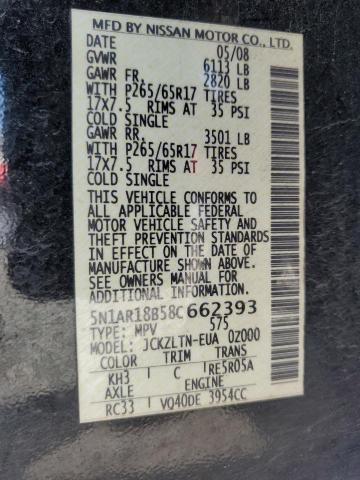 MFD BY NISSAN MOTOR CO., LTD.
DATE 05/08
GVWR 6113 LB
GAWR FR. 2820 LB
WITH P265/65R17 TIRES
17X7.5 RIMS AT 35 PSI
COLD SINGLE
GAWR RR. 3501 LB
WITH P265/65R17 TIRES
17X7.5 RIMS AT 35 PSI
COLD SINGLE
THIS VEHICLE CONFORMS TO
ALL APPLICABLE FEDERAL
MOTOR VEHICLE SAFETY AND
THEFT PREVENTION STANDARDS
IN EFFECT ON THE DATE OF
MANUFACTURE SHOWN ABOVE.
SEE OWNERS MANUAL FOR
ADDITIONAL INFORMATION.
5N1AR18B58C662393
TYPE: MPV 575
MODEL: JCKZLTN-EUA 0Z000
COLOR TRIM TRANS
KH3 C RE5R05A
AXLE ENGINE
RC33 VQ40DE 3954CC